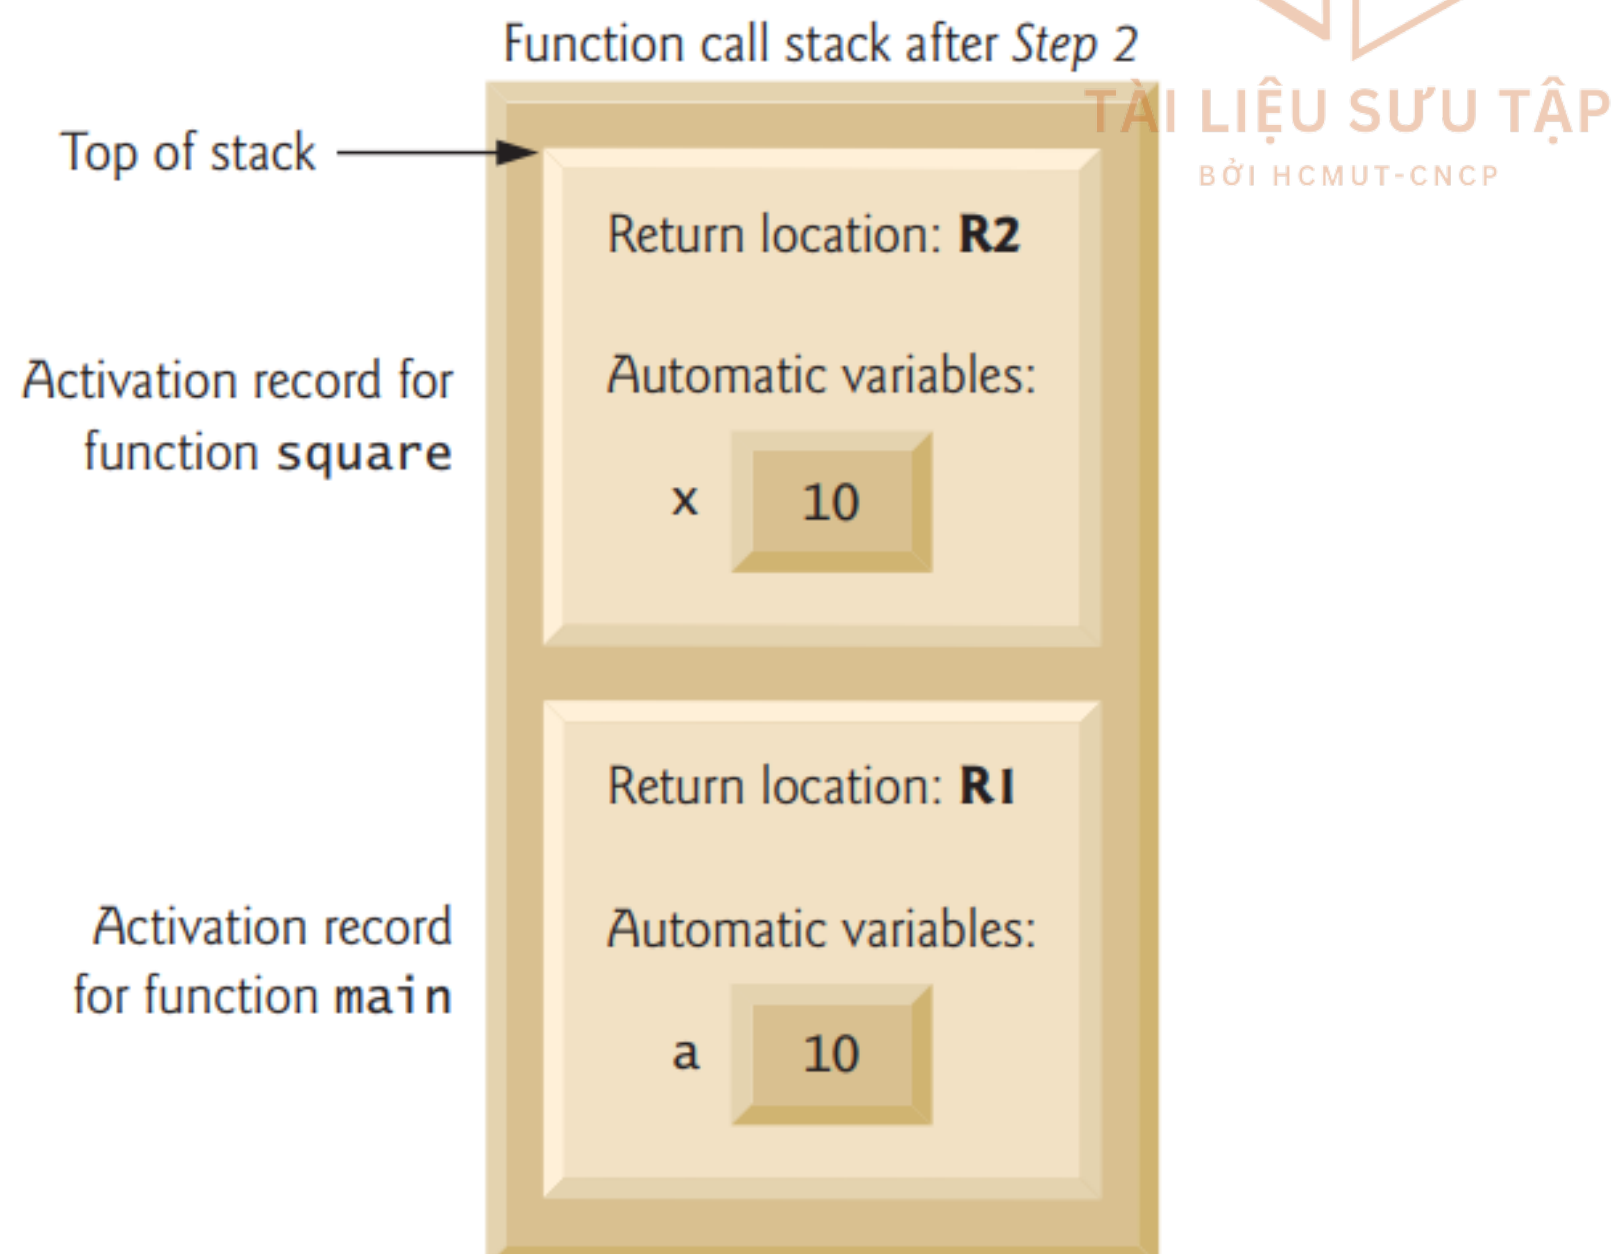 Function call stack after Step 2
TÀI LIỆU SƯU TẬP
BỞI HCMUT-CNCP
Top of stack
Return location: R2
Activation record for
function square
Automatic variables:
x 10
Return location: R1
Activation record
for function main
Automatic variables:
a 10